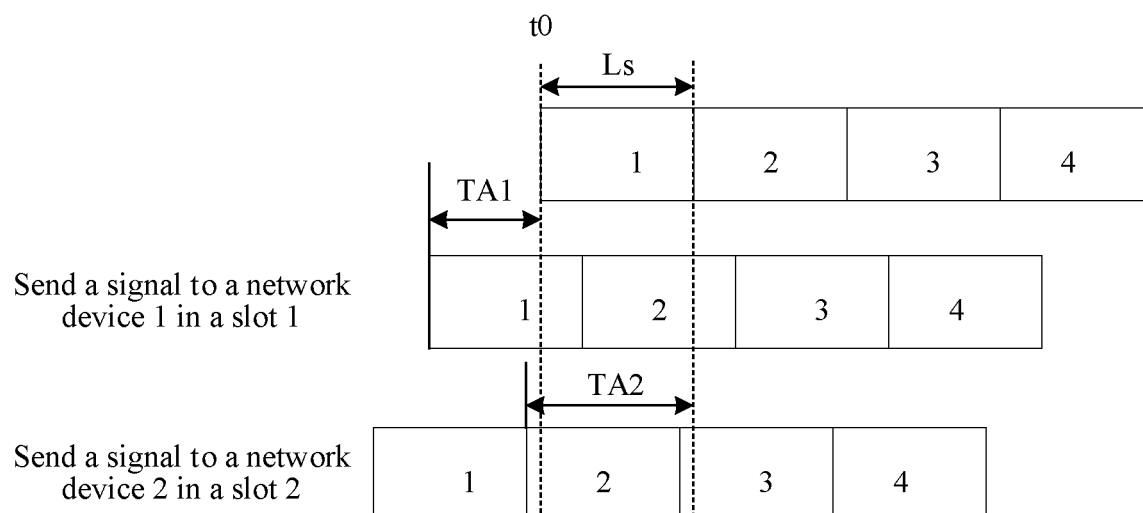 t0
Ls
1 2 3 4
TA1
Send a signal to a network
device 1 in a slot 1
1 2 3 4
TA2
Send a signal to a network
device 2 in a slot 2
1 2 3 4